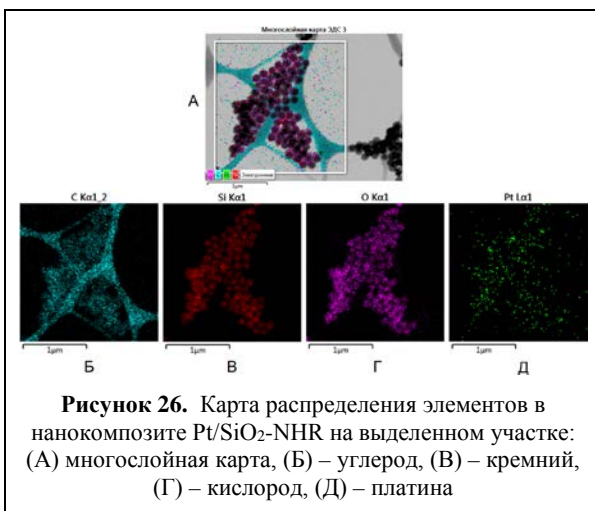 Многослойная карта ЭДС 3
А
Электронное
1μm
C Kα1_2 Si Kα1 O Kα1 Pt Lα1
1μm 1μm 1μm 1μm
Б В Г Д
Рисунок 26. Карта распределения элементов в
нанокомпозите Pt/SiO₂-NHR на выделенном участке:
(А) многослойная карта, (Б) – углерод, (В) – кремний,
(Г) – кислород, (Д) – платина